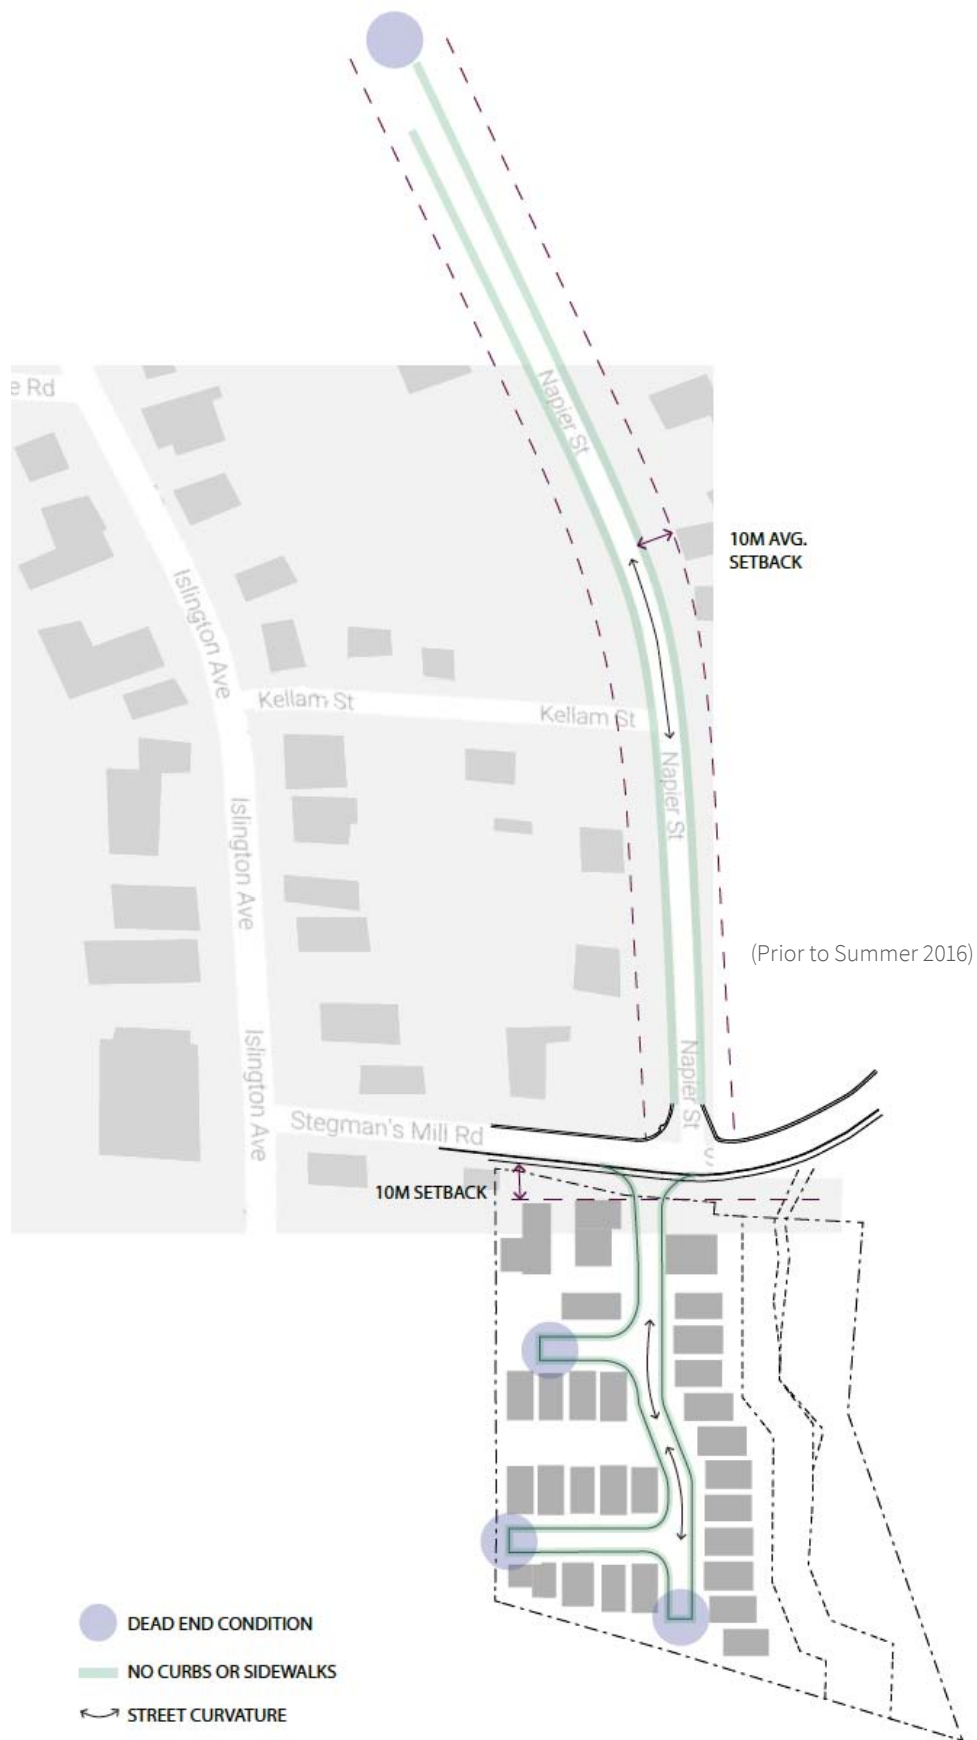 e Rd
Napier St
10M AVG.
SETBACK
Islington Ave
Kellam St
Kellam St
Napier St
Islington Ave
(Prior to Summer 2016)
Napier St
Islington Ave
Stegman's Mill Rd
S
10M SETBACK
DEAD END CONDITION
NO CURBS OR SIDEWALKS
STREET CURVATURE